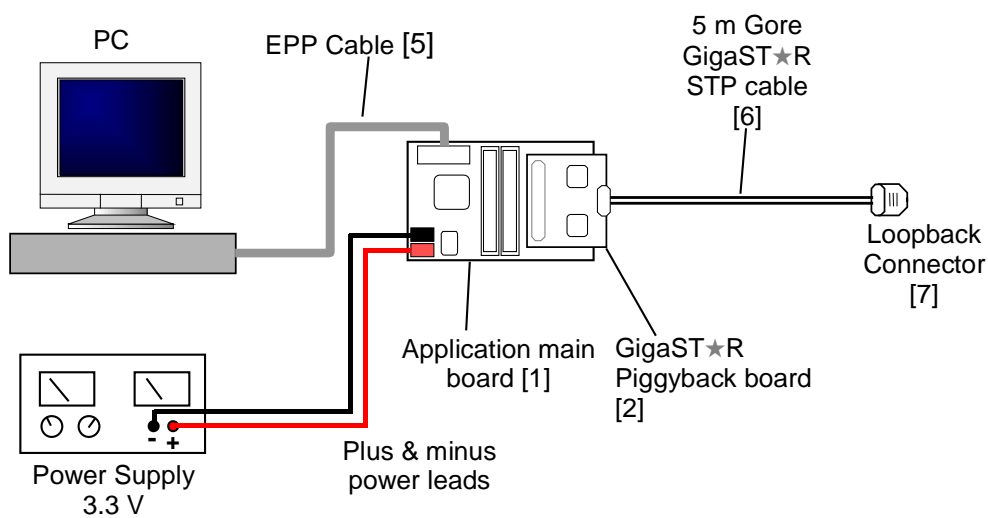 PC
EPP Cable [5]
5 m Gore
GigaST★R
STP cable
[6]
Loopback
Connector
[7]
Application main
board [1]
GigaST★R
Piggyback board
[2]
- +
Plus & minus
power leads
Power Supply
3.3 V